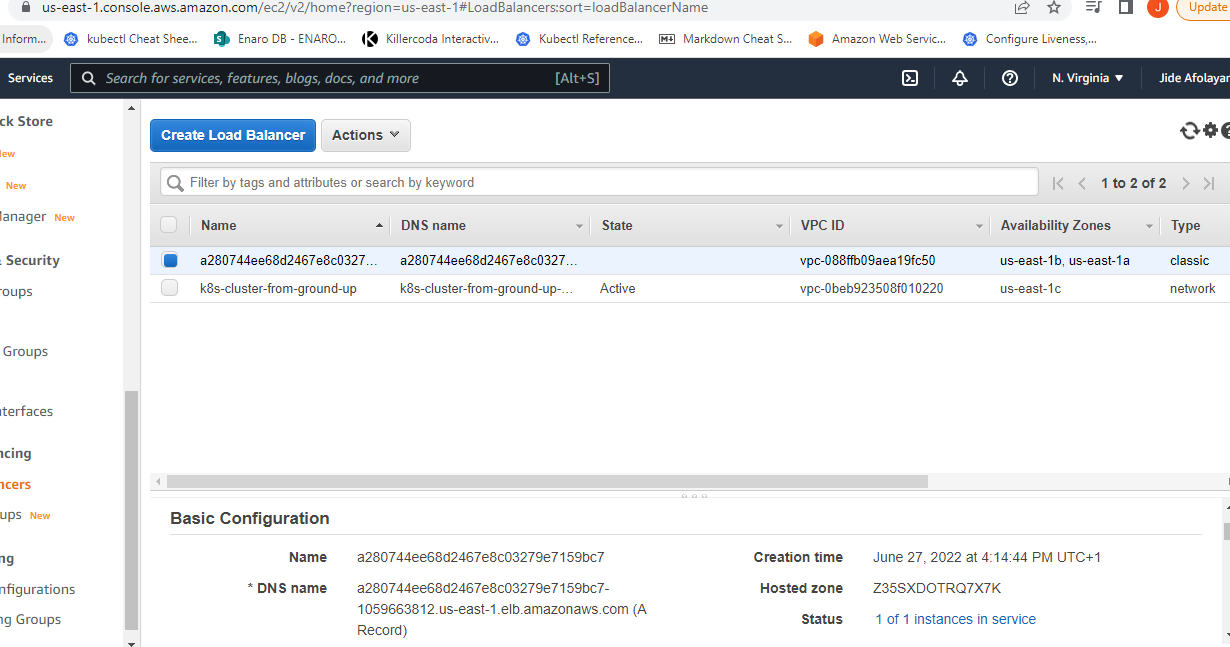 us-east-1.console.aws.amazon.com/ec2/v2/home?region=us-east-1#LoadBalancers:sort=loadBalancerName
J
Update
Inform...
kubectl Cheat Shee...
Enaro DB - ENARO...
Killercoda Interactiv...
Kubectl Reference...
Markdown Cheat S...
Amazon Web Servic...
Configure Liveness,...
Services
Search for services, features, blogs, docs, and more
[Alt+S]
N. Virginia
Jide Afolayar
ck Store
New
New
Manager New
Security
roups
Groups
nterfaces
ncing
ncers
ups New
ng
nfigurations
ng Groups
Create Load Balancer
Actions
Filter by tags and attributes or search by keyword
1 to 2 of 2
Name DNS name State VPC ID Availability Zones Type
a280744ee68d2467e8c0327... a280744ee68d2467e8c0327... vpc-088ffb09aea19fc50 us-east-1b, us-east-1a classic
k8s-cluster-from-ground-up k8s-cluster-from-ground-up-... Active vpc-0beb923508f010220 us-east-1c network
Basic Configuration
Name a280744ee68d2467e8c03279e7159bc7
* DNS name a280744ee68d2467e8c03279e7159bc7-
1059663812.us-east-1.elb.amazonaws.com (A
Record)
Creation time June 27, 2022 at 4:14:44 PM UTC+1
Hosted zone Z35SXDOTRQ7X7K
Status 1 of 1 instances in service